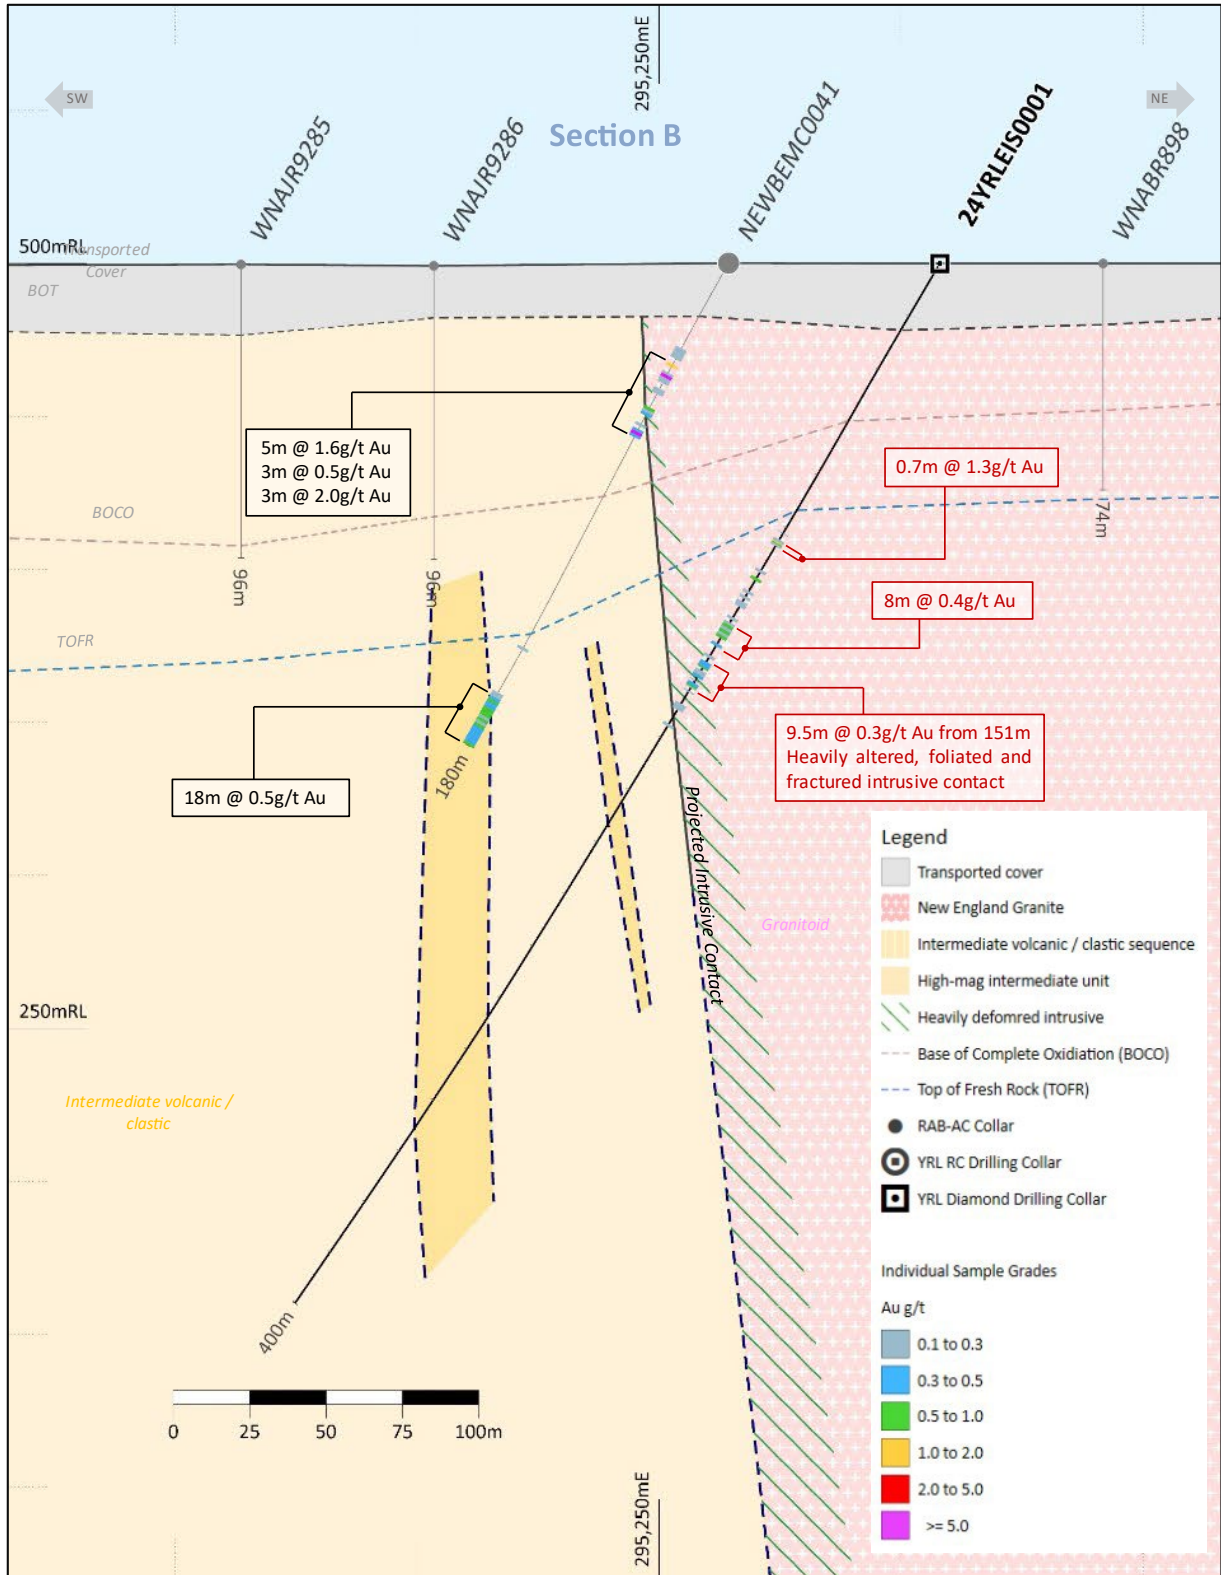 295,250mE
SW
NE
Section B
WNAJR9285
WNAJR9286
NEWBEMC0041
24YRLEIS0001
WNABR898
500mRL
Transported
Cover
BOT
5m @ 1.6g/t Au
3m @ 0.5g/t Au
3m @ 2.0g/t Au
0.7m @ 1.3g/t Au
BOCO
74m
96m
96m
8m @ 0.4g/t Au
TOFR
9.5m @ 0.3g/t Au from 151m
Heavily altered, foliated and
fractured intrusive contact
180m
18m @ 0.5g/t Au
Projected Intrusive Contact
Granitoid
250mRL
Intermediate volcanic /
clastic
400m
0 25 50 75 100m
295,250mE
Legend
Transported cover
New England Granite
Intermediate volcanic / clastic sequence
High-mag intermediate unit
Heavily defomred intrusive
Base of Complete Oxidiation (BOCO)
Top of Fresh Rock (TOFR)
RAB-AC Collar
YRL RC Drilling Collar
YRL Diamond Drilling Collar
Individual Sample Grades
Au g/t
0.1 to 0.3
0.3 to 0.5
0.5 to 1.0
1.0 to 2.0
2.0 to 5.0
>= 5.0